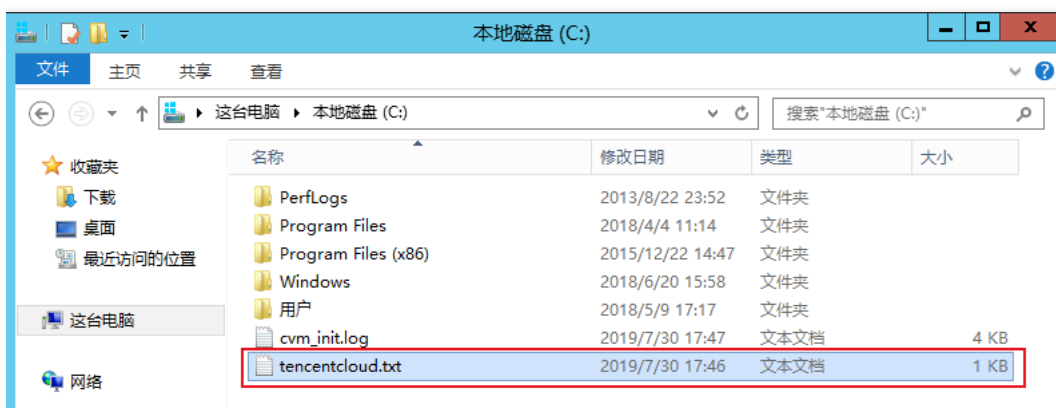 本地磁盘 (C:)
文件 主页 共享 查看
这台电脑 本地磁盘 (C:) 搜索"本地磁盘 (C:)"
收藏夹
下载
桌面
最近访问的位置
这台电脑
网络
名称 修改日期 类型 大小
PerfLogs 2013/8/22 23:52 文件夹
Program Files 2018/4/4 11:14 文件夹
Program Files (x86) 2015/12/22 14:47 文件夹
Windows 2018/6/20 15:58 文件夹
用户 2018/5/9 17:17 文件夹
cvm_init.log 2019/7/30 17:47 文本文档 4 KB
tencentcloud.txt 2019/7/30 17:46 文本文档 1 KB